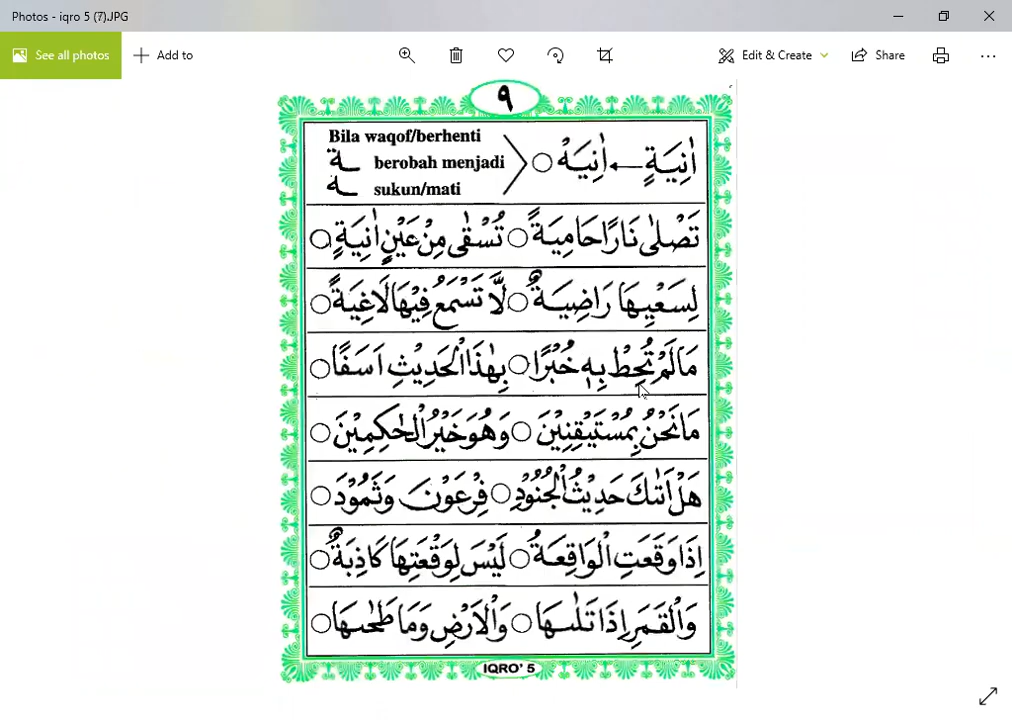 Photos - iqro 5 (7).JPG
See all photos
Add to
Edit & Create
Share
٩
Bila waqof/berhenti
ـة berobah menjadi
ـه sukun/mati
اٰنِيَةٍ ← اٰنِيَهْ ○
تَصْلٰى نَارًا حَامِيَةً ○ تُسْقٰى مِنْ عَيْنٍ اٰنِيَةٍ ○
لِسَعْيِهَا رَاضِيَةٌ ○ لَّا تَسْمَعُ فِيْهَا لَاغِيَةً ○
مَا لَمْ تُحِطْ بِهٖ خُبْرًا ○ بِهٰذَا الْحَدِيْثِ اَسَفًا ○
مَا نَحْنُ بِمُسْتَيْقِنِيْنَ ○ وَهُوَ خَيْرُ الْحٰكِمِيْنَ ○
هَلْ اَتٰىكَ حَدِيْثُ الْجُنُوْدِ ○ فِرْعَوْنَ وَثَمُوْدَ ○
اِذَا وَقَعَتِ الْوَاقِعَةُ ○ لَيْسَ لِوَقْعَتِهَا كَاذِبَةٌ ○
وَالْقَمَرِ اِذَا تَلٰىهَا ○ وَالْاَرْضِ وَمَا طَحٰىهَا ○
IQRO' 5